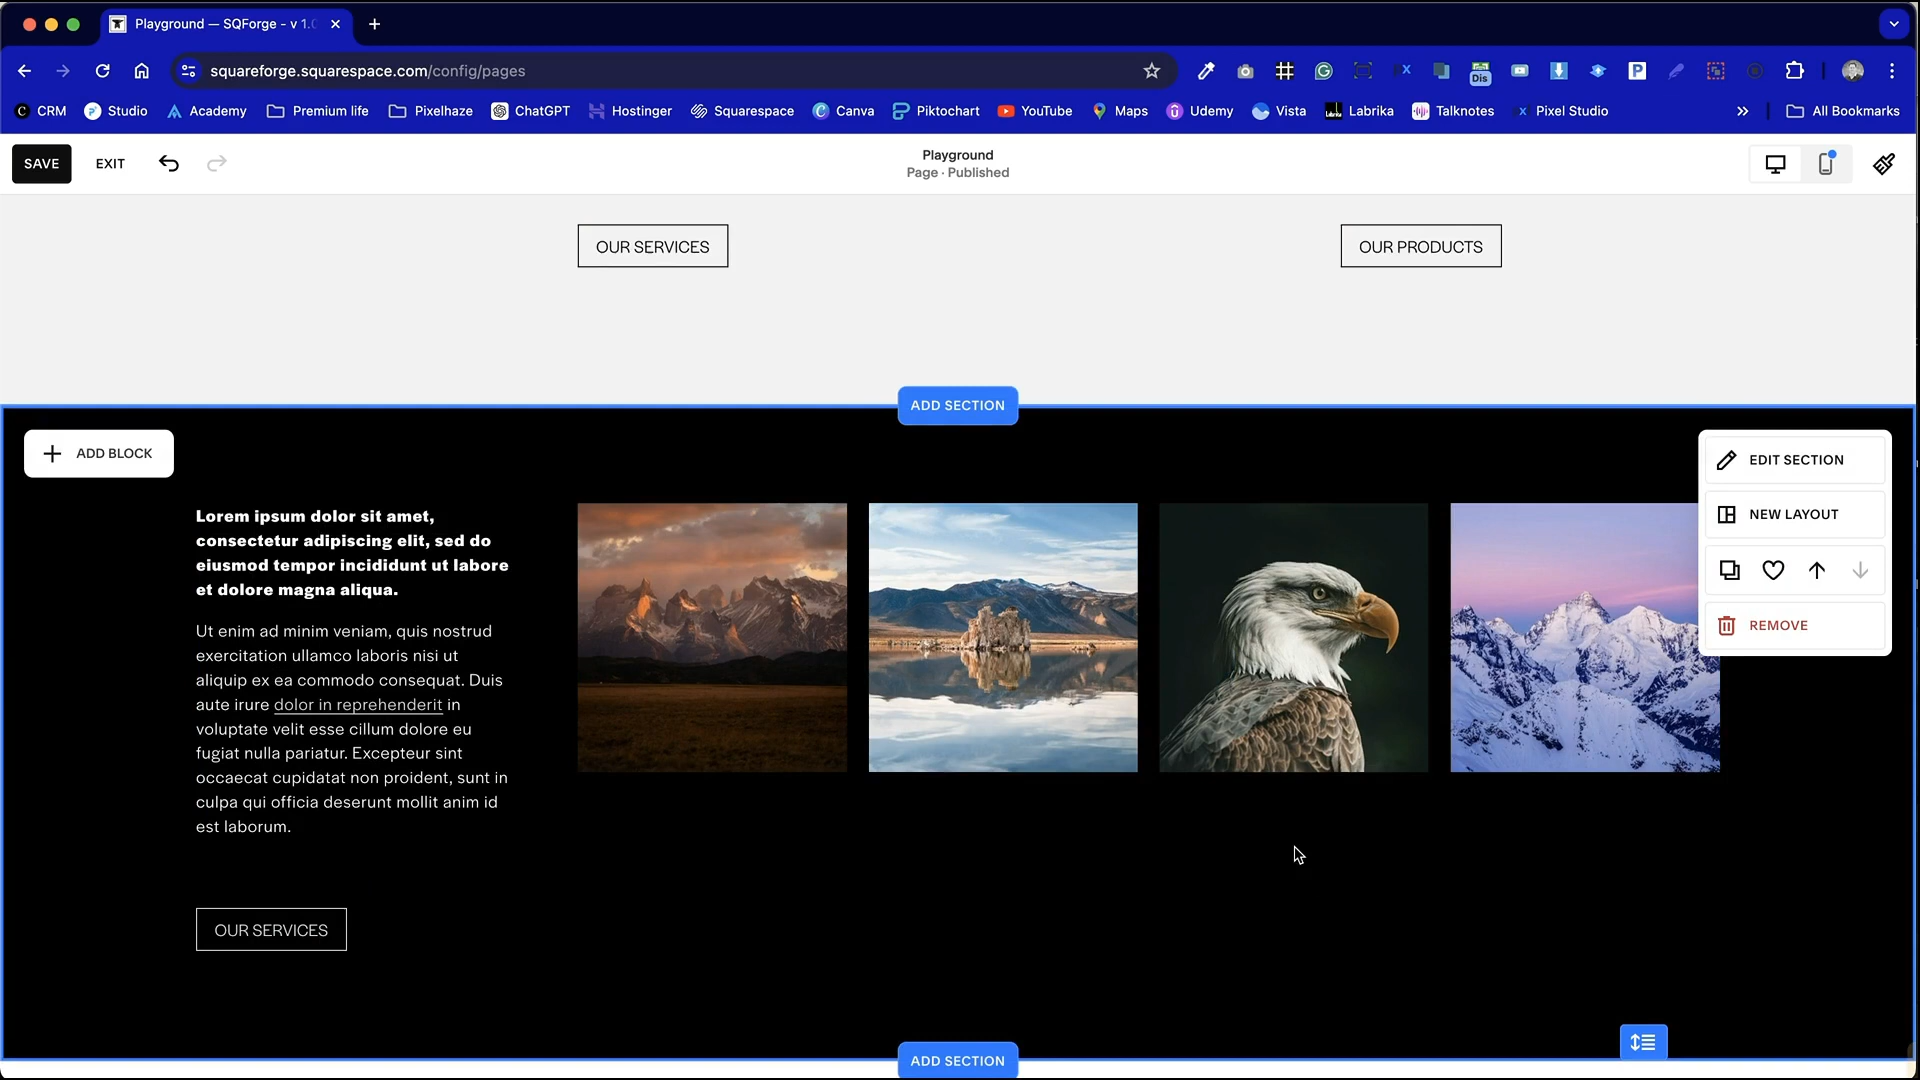 Playground — SQForge - v 1.0
squareforge.squarespace.com/config/pages
Dis
P
CRM
Studio
Academy
Premium life
Pixelhaze
ChatGPT
Hostinger
Squarespace
Canva
Piktochart
YouTube
Maps
Udemy
Vista
Labrika
Talknotes
Pixel Studio
All Bookmarks
SAVE
EXIT
Playground
Page · Published
OUR SERVICES
OUR PRODUCTS
ADD SECTION
ADD BLOCK
EDIT SECTION
NEW LAYOUT
REMOVE
Lorem ipsum dolor sit amet,
consectetur adipiscing elit, sed do
eiusmod tempor incididunt ut labore
et dolore magna aliqua.
Ut enim ad minim veniam, quis nostrud
exercitation ullamco laboris nisi ut
aliquip ex ea commodo consequat. Duis
aute irure dolor in reprehenderit in
voluptate velit esse cillum dolore eu
fugiat nulla pariatur. Excepteur sint
occaecat cupidatat non proident, sunt in
culpa qui officia deserunt mollit anim id
est laborum.
OUR SERVICES
ADD SECTION